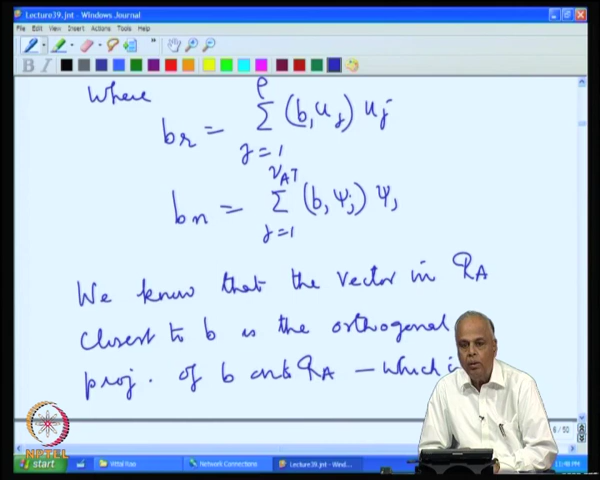 Lecture39.jnt - Windows Journal
File Edit View Insert Actions Tools Help
B I
Where
b_r = ρ Σ j=1 (b, u_j) u_j
b_n = ν_{A^T} Σ j=1 (b, ψ_j) ψ_j
We know that the vector in R_A
closest to b is the orthogonal
proj. of b onto R_A – which i
6 / 50
NPTEL
start Vittal Rao Network Connections Lecture39.jnt - Wind...